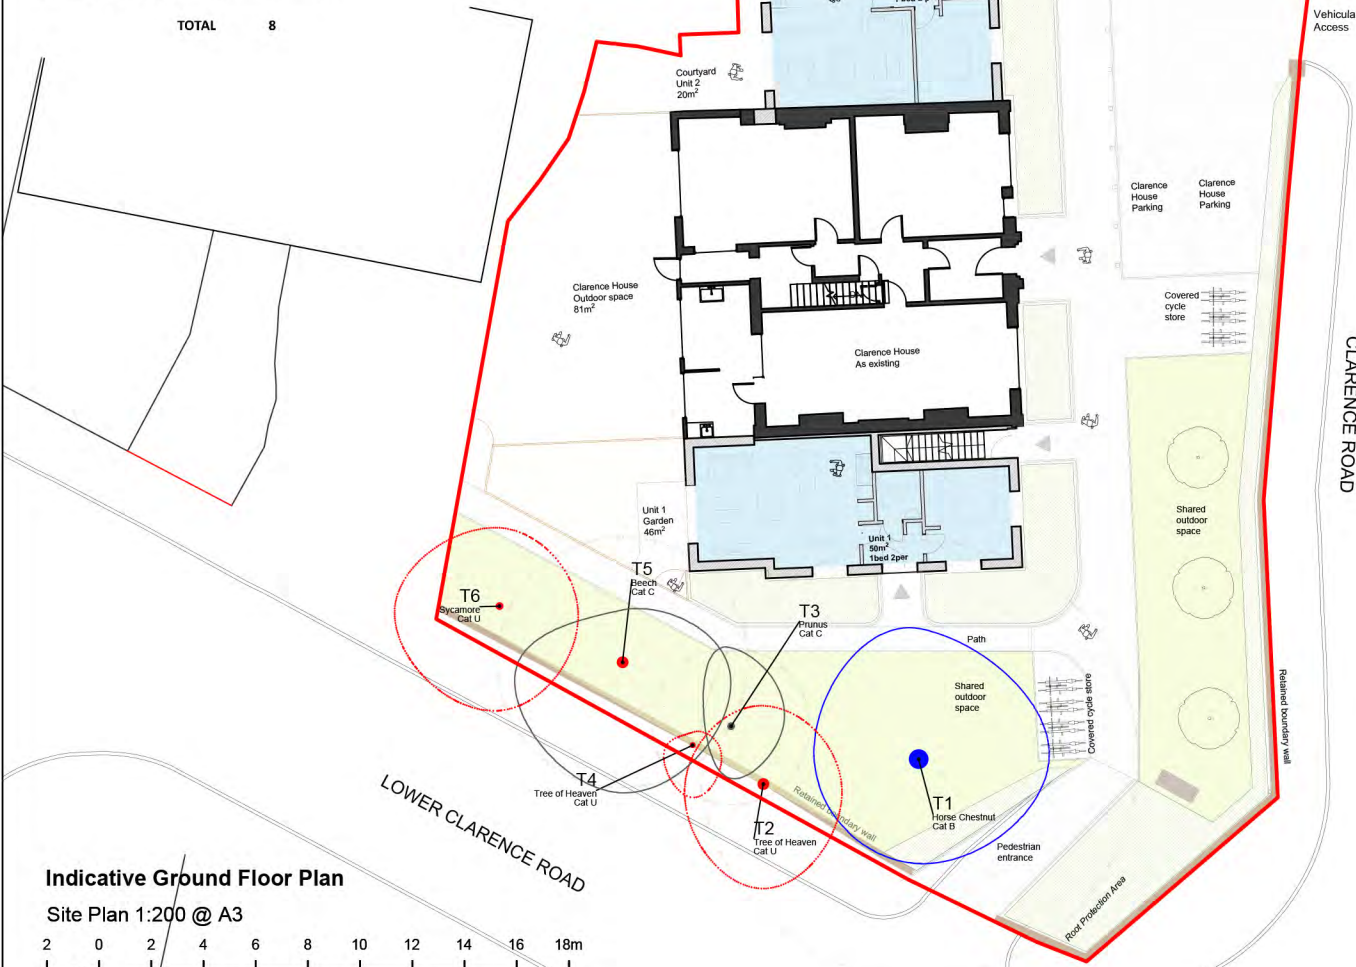 TOTAL 8
Vehicula
Access
Courtyard
Unit 2
20m²
Clarence
House
Parking
Clarence
House
Parking
Clarence House
Outdoor space
81m²
Covered
cycle
store
Clarence House
As existing
CLARENCE ROAD
Shared
outdoor
space
Unit 1
Garden
46m²
Unit 1
50m²
1bed 2per
T5
Beech
Cat C
T6
Sycamore
Cat U
T3
Prunus
Cat C
Path
Shared
outdoor
space
Covered cycle store
Retained boundary wall
T4
Tree of Heaven
Cat U
Retained boundary wall
T2
Tree of Heaven
Cat U
T1
Horse Chestnut
Cat B
Pedestrian
entrance
LOWER CLARENCE ROAD
Root Protection Area
Indicative Ground Floor Plan
Site Plan 1:200 @ A3
2 0 2 4 6 8 10 12 14 16 18m